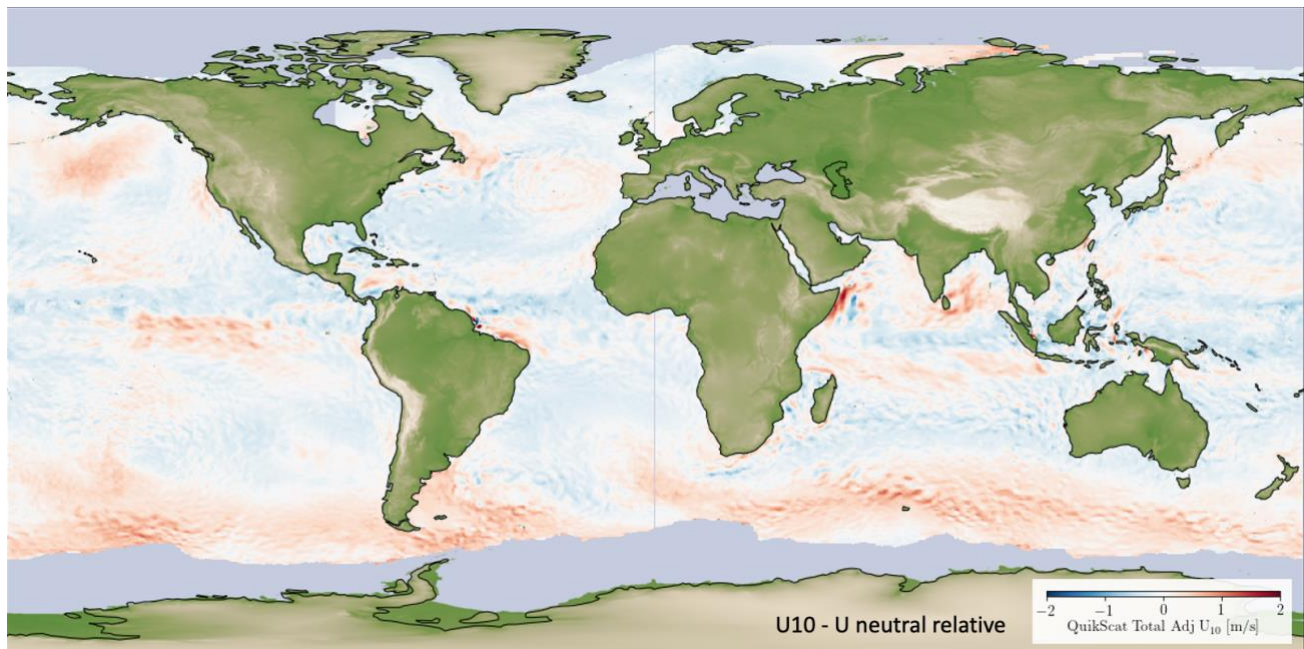 U10 - U neutral relative
−2 −1 0 1 2
QuikScat Total Adj U₁₀ [m/s]